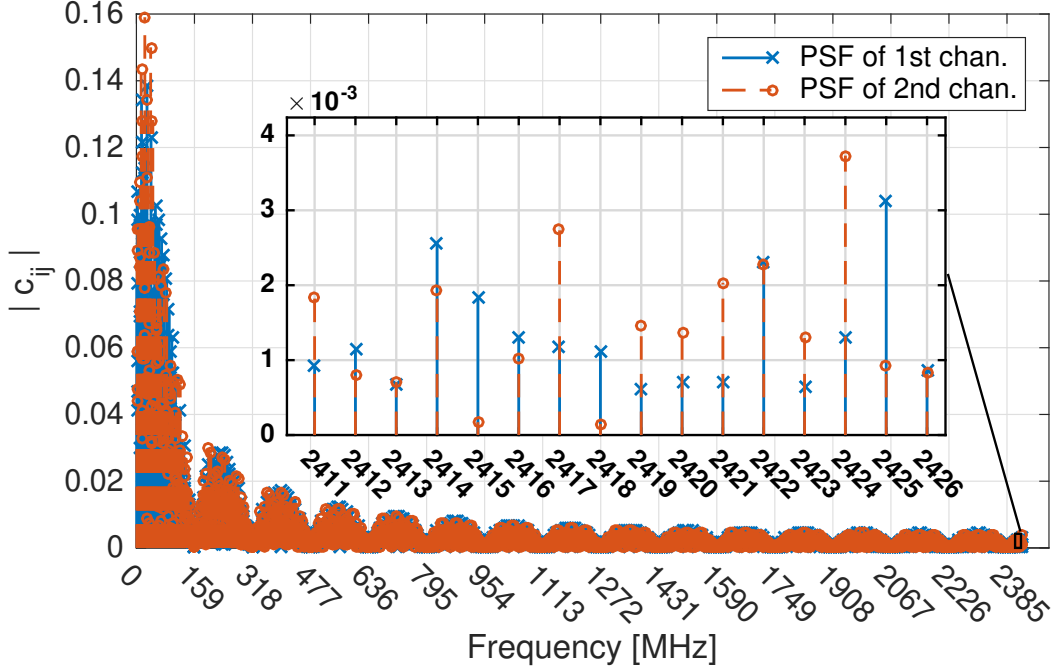 0.16
0.14
0.12
0.1
0.08
0.06
0.04
0.02
0
| c_ij |
PSF of 1st chan.
PSF of 2nd chan.
× 10^-3
4
3
2
1
0
2411 2412 2413 2414 2415 2416 2417 2418 2419 2420 2421 2422 2423 2424 2425 2426
0 159 318 477 636 795 954 1113 1272 1431 1590 1749 1908 2067 2226 2385
Frequency [MHz]